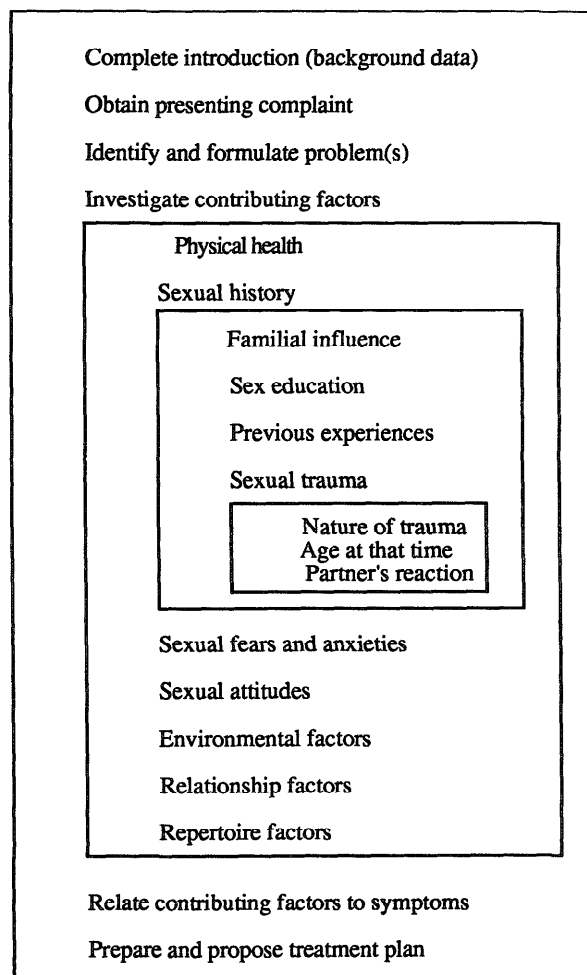 Complete introduction (background data)
Obtain presenting complaint
Identify and formulate problem(s)
Investigate contributing factors
Physical health
Sexual history
Familial influence
Sex education
Previous experiences
Sexual trauma
Nature of trauma
Age at that time
Partner's reaction
Sexual fears and anxieties
Sexual attitudes
Environmental factors
Relationship factors
Repertoire factors
Relate contributing factors to symptoms
Prepare and propose treatment plan